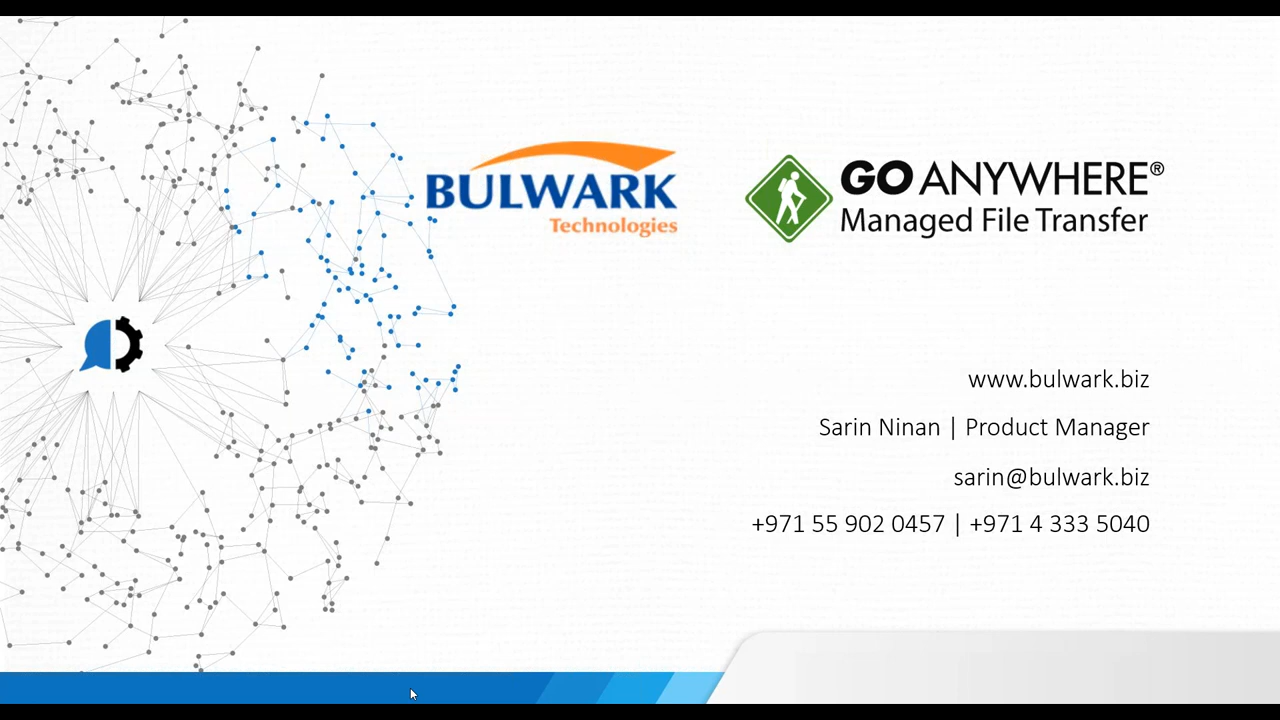 BULWARK
Technologies
GO ANYWHERE®
Managed File Transfer
www.bulwark.biz
Sarin Ninan | Product Manager
sarin@bulwark.biz
+971 55 902 0457 | +971 4 333 5040